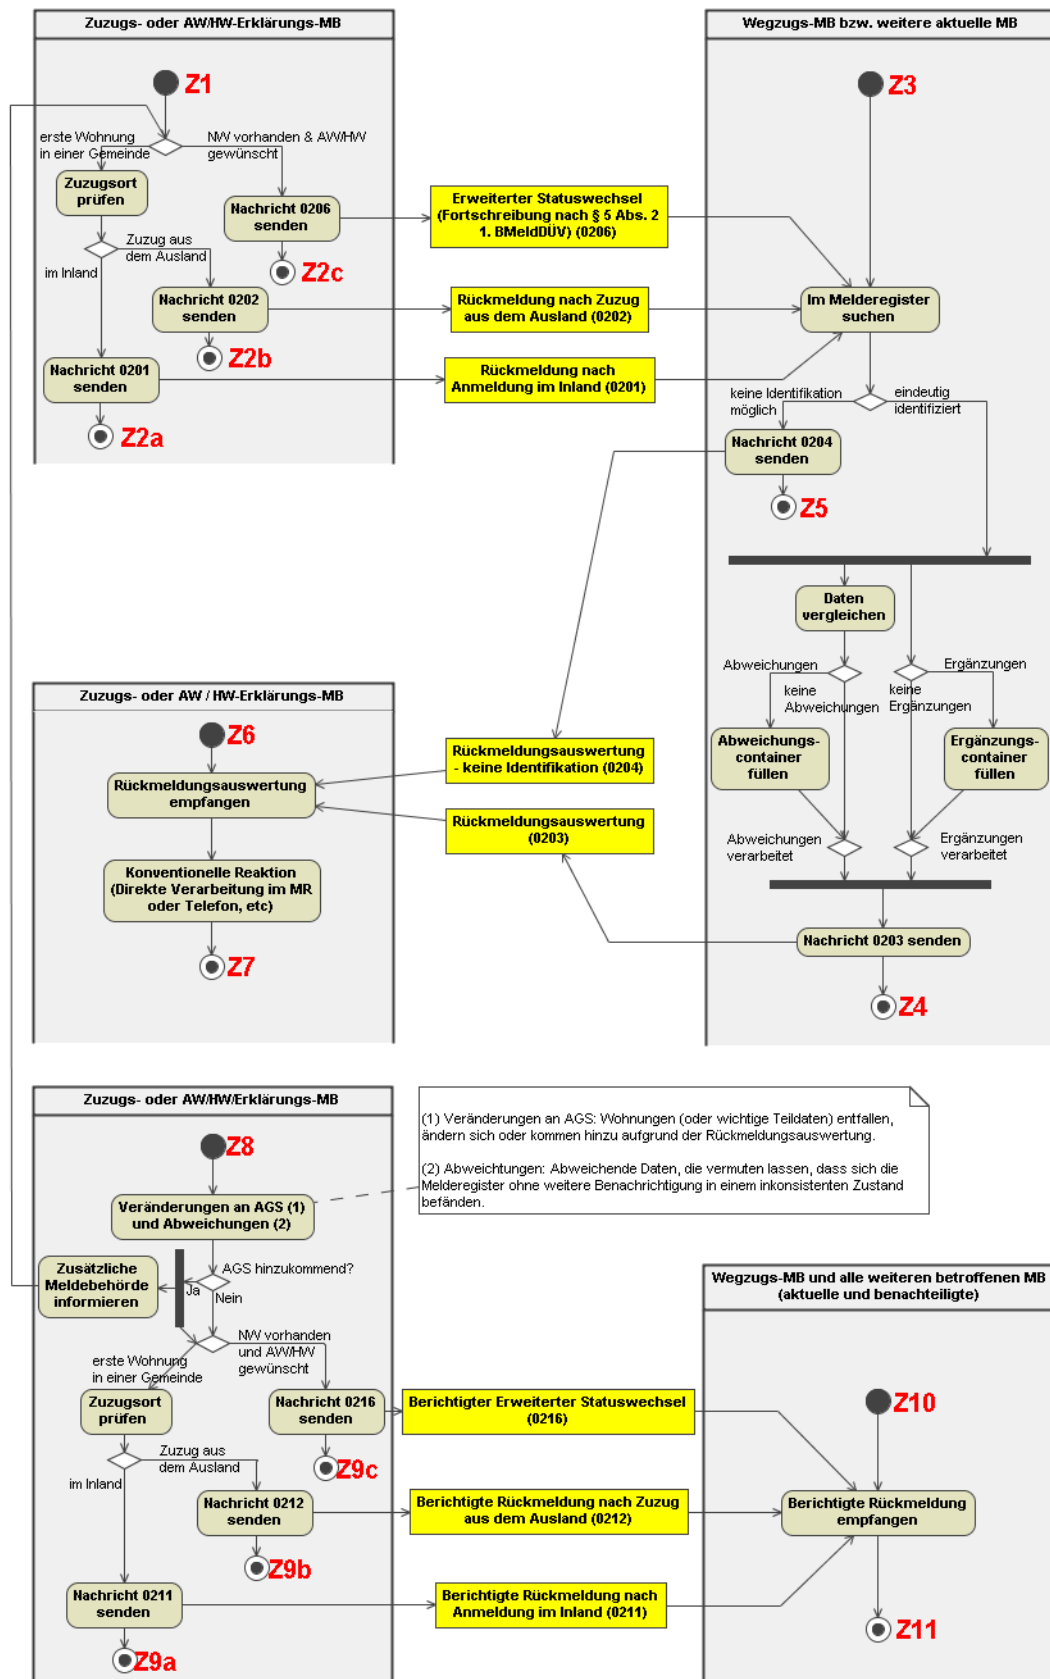 Zuzugs- oder AW/HW-Erklärungs-MB
Z1
erste Wohnung
in einer Gemeinde
NW vorhanden & AW/HW
gewünscht
Zuzugsort
prüfen
Nachricht 0206
senden
Z2c
Zuzug aus
dem Ausland
im Inland
Nachricht 0202
senden
Z2b
Nachricht 0201
senden
Z2a
Erweiterter Statuswechsel
(Fortschreibung nach § 5 Abs. 2
1. BMeldDÜV) (0206)
Rückmeldung nach Zuzug
aus dem Ausland (0202)
Rückmeldung nach
Anmeldung im Inland (0201)
Wegzugs-MB bzw. weitere aktuelle MB
Z3
Im Melderegister
suchen
keine Identifikation
möglich
eindeutig
identifiziert
Nachricht 0204
senden
Z5
Daten
vergleichen
Abweichungen
keine
Abweichungen
Ergänzungen
keine
Ergänzungen
Abweichungs-
container
füllen
Ergänzungs-
container
füllen
Abweichungen
verarbeitet
Ergänzungen
verarbeitet
Nachricht 0203 senden
Z4
Zuzugs- oder AW / HW-Erklärungs-MB
Z6
Rückmeldungsauswertung
empfangen
Konventionelle Reaktion
(Direkte Verarbeitung im MR
oder Telefon, etc)
Z7
Rückmeldungsauswertung
- keine Identifikation (0204)
Rückmeldungsauswertung
(0203)
Zuzugs- oder AW/HW/Erklärungs-MB
Z8
Veränderungen an AGS (1)
und Abweichungen (2)
(1) Veränderungen an AGS: Wohnungen (oder wichtige Teildaten) entfallen,
ändern sich oder kommen hinzu aufgrund der Rückmeldungsauswertung.
(2) Abweichtungen: Abweichende Daten, die vermuten lassen, dass sich die
Melderegister ohne weitere Benachrichtigung in einem inkonsistenten Zustand
befänden.
Zusätzliche
Meldebehörde
informieren
AGS hinzukommend?
Ja
Nein
NW vorhanden
und AW/HW
gewünscht
erste Wohnung
in einer Gemeinde
Zuzugsort
prüfen
Nachricht 0216
senden
Z9c
Zuzug aus
dem Ausland
im Inland
Nachricht 0212
senden
Z9b
Nachricht 0211
senden
Z9a
Berichtigter Erweiterter Statuswechsel
(0216)
Berichtigte Rückmeldung nach Zuzug
aus dem Ausland (0212)
Berichtigte Rückmeldung nach
Anmeldung im Inland (0211)
Wegzugs-MB und alle weiteren betroffenen MB
(aktuelle und benachteiligte)
Z10
Berichtigte Rückmeldung
empfangen
Z11